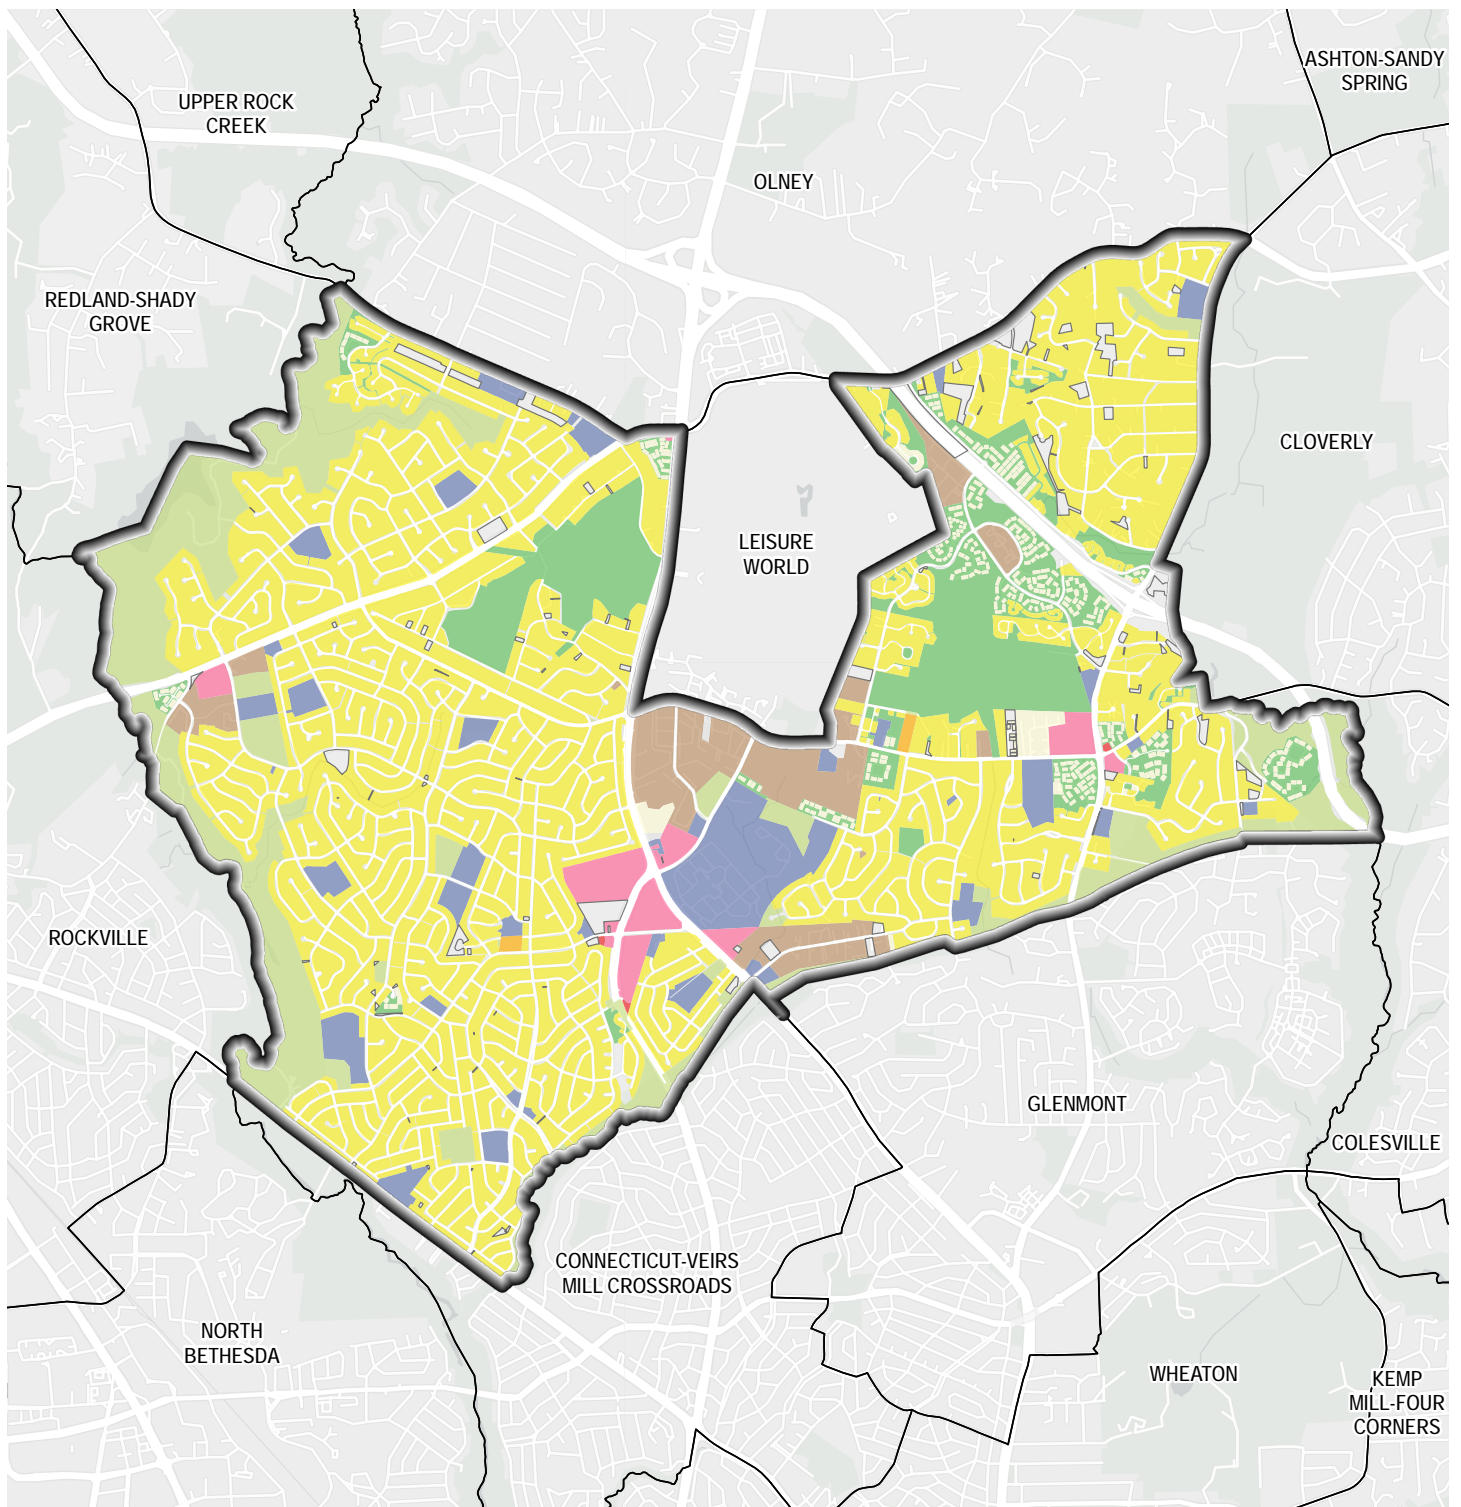 ASHTON-SANDY
SPRING
UPPER ROCK
CREEK
OLNEY
REDLAND-SHADY
GROVE
CLOVERLY
LEISURE
WORLD
ROCKVILLE
GLENMONT
COLESVILLE
CONNECTICUT-VEIRS
MILL CROSSROADS
NORTH
BETHESDA
WHEATON
KEMP
MILL-FOUR
CORNERS